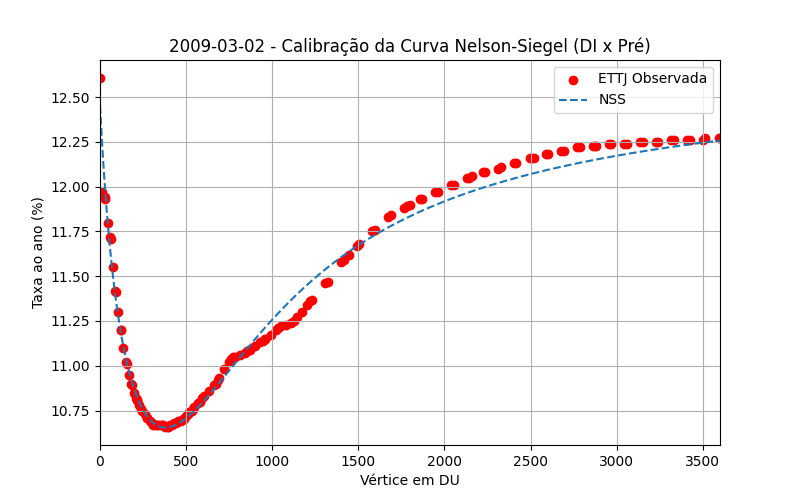 2009-03-02 - Calibração da Curva Nelson-Siegel (DI x Pré)
ETTJ Observada
NSS
Taxa ao ano (%)
12.50
12.25
12.00
11.75
11.50
11.25
11.00
10.75
0 500 1000 1500 2000 2500 3000 3500
Vértice em DU